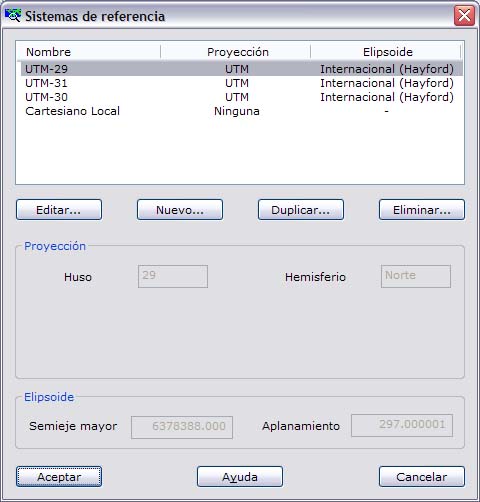 Sistemas de referencia
Nombre Proyección Elipsoide
UTM-29 UTM Internacional (Hayford)
UTM-31 UTM Internacional (Hayford)
UTM-30 UTM Internacional (Hayford)
Cartesiano Local Ninguna -
Editar... Nuevo... Duplicar... Eliminar...
Proyección
Huso 29 Hemisferio Norte
Elipsoide
Semieje mayor 6378388.000 Aplanamiento 297.000001
Aceptar Ayuda Cancelar